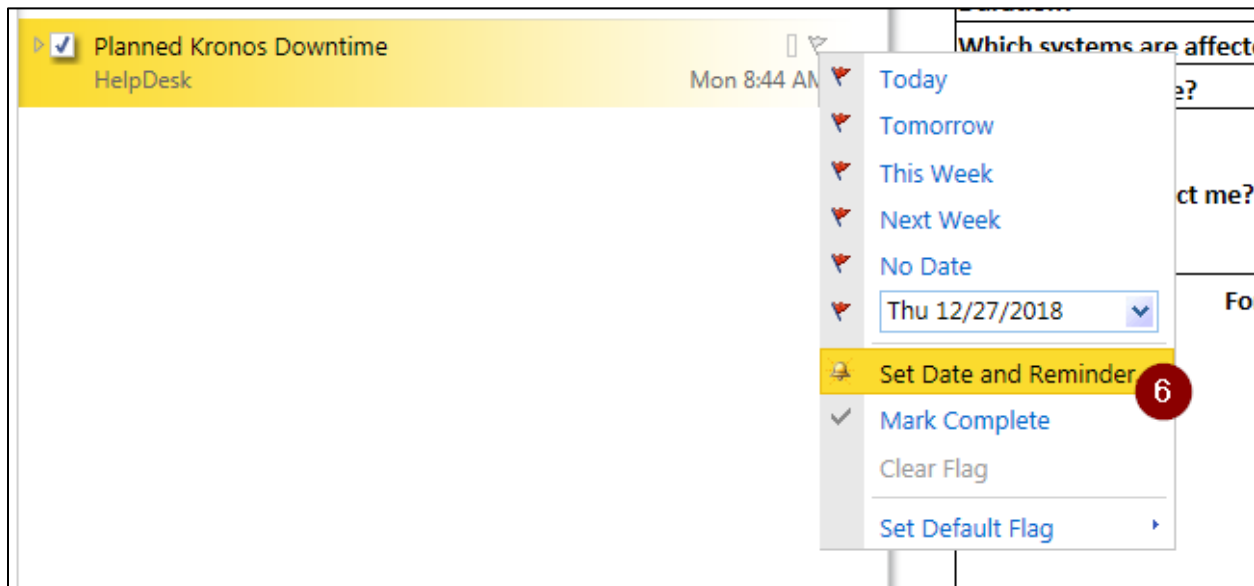 Planned Kronos Downtime
HelpDesk
Mon 8:44 AM
Which systems are affect
e?
ct me?
Fo
Today
Tomorrow
This Week
Next Week
No Date
Thu 12/27/2018
Set Date and Reminder
6
Mark Complete
Clear Flag
Set Default Flag